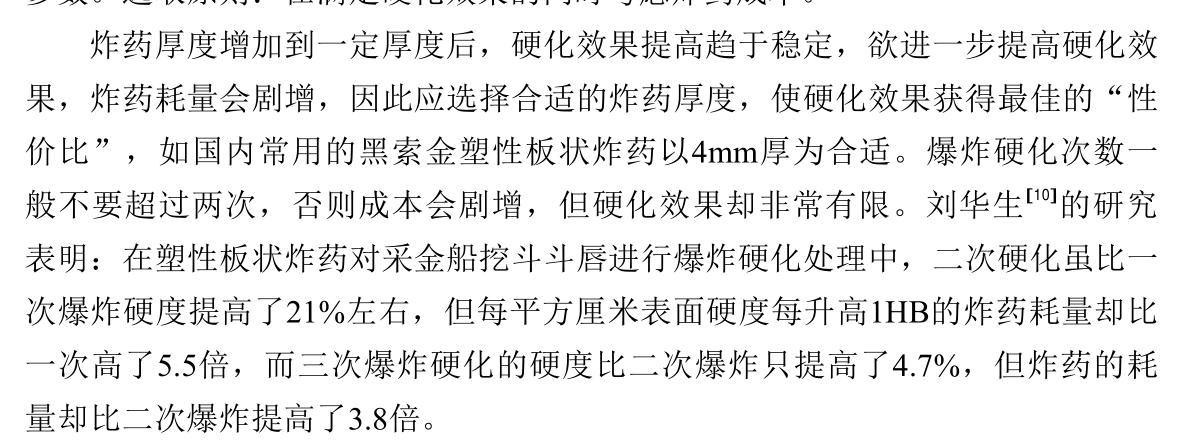 炸药厚度增加到一定厚度后，硬化效果提高趋于稳定，欲进一步提高硬化效
果，炸药耗量会剧增，因此应选择合适的炸药厚度，使硬化效果获得最佳的“性
价比”，如国内常用的黑索金塑性板状炸药以4mm厚为合适。爆炸硬化次数一
般不要超过两次，否则成本会剧增，但硬化效果却非常有限。刘华生[10]的研究
表明：在塑性板状炸药对采金船挖斗斗唇进行爆炸硬化处理中，二次硬化虽比一
次爆炸硬度提高了21%左右，但每平方厘米表面硬度每升高1HB的炸药耗量却比
一次高了5.5倍，而三次爆炸硬化的硬度比二次爆炸只提高了4.7%，但炸药的耗
量却比二次爆炸提高了3.8倍。